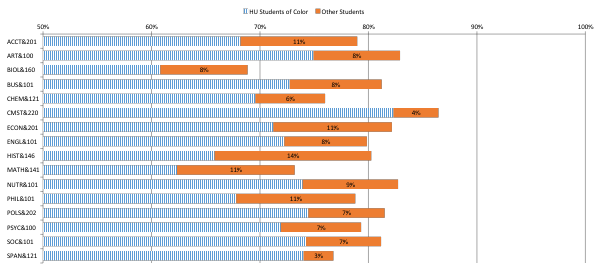 HU Students of Color Other Students
50% 60% 70% 80% 90% 100%
ACCT&201 11%
ART&100 8%
BIOL&160 8%
BUS&101 8%
CHEM&121 6%
CMST&220 4%
ECON&201 11%
ENGL&101 8%
HIST&146 14%
MATH&141 11%
NUTR&101 9%
PHIL&101 11%
POLS&202 7%
PSYC&100 7%
SOC&101 7%
SPAN&121 3%